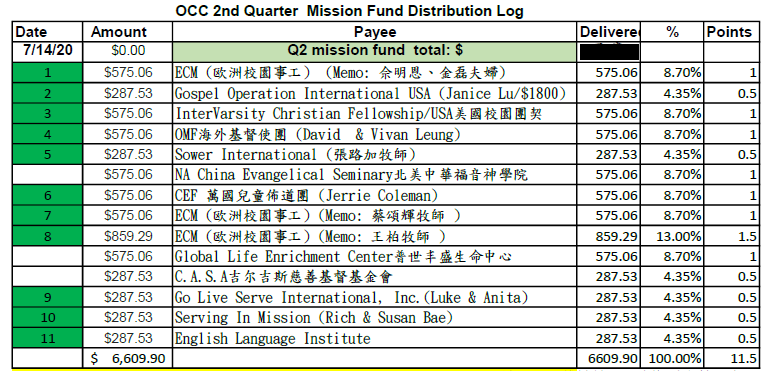 OCC 2nd Quarter Mission Fund Distribution Log
Date Amount Payee Delivered % Points
7/14/20 $0.00 Q2 mission fund total: $
1 $575.06 ECM (欧洲校園事工) (Memo: 佘明恩、金磊夫婦) 575.06 8.70% 1
2 $287.53 Gospel Operation International USA (Janice Lu/$1800) 287.53 4.35% 0.5
3 $575.06 InterVarsity Christian Fellowship/USA美國校園團契 575.06 8.70% 1
4 $575.06 OMF海外基督使團 (David & Vivan Leung) 575.06 8.70% 1
5 $287.53 Sower International (張路加牧師) 287.53 4.35% 0.5
$575.06 NA China Evangelical Seminary北美中華福音神學院 575.06 8.70% 1
6 $575.06 CEF 萬國兒童佈道團 (Jerrie Coleman) 575.06 8.70% 1
7 $575.06 ECM (欧洲校園事工) (Memo: 蔡頌輝牧師 ) 575.06 8.70% 1
8 $859.29 ECM (欧洲校園事工) (Memo: 王柏牧師 ) 859.29 13.00% 1.5
$575.06 Global Life Enrichment Center普世丰盛生命中心 575.06 8.70% 1
$287.53 C.A.S.A吉尔吉斯慈善基督基金會 287.53 4.35% 0.5
9 $287.53 Go Live Serve International, Inc.(Luke & Anita) 287.53 4.35% 0.5
10 $287.53 Serving In Mission (Rich & Susan Bae) 287.53 4.35% 0.5
11 $287.53 English Language Institute 287.53 4.35% 0.5
$ 6,609.90 6609.90 100.00% 11.5